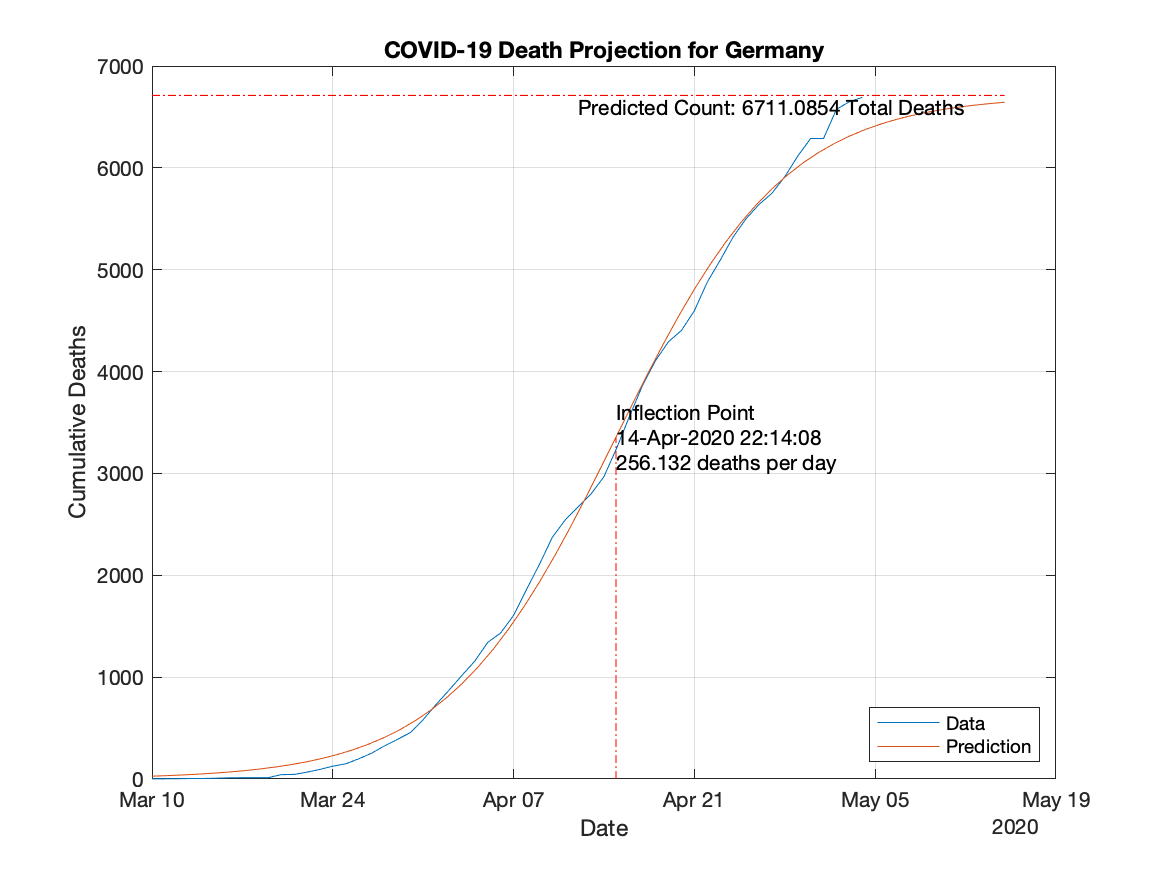 COVID-19 Death Projection for Germany
7000
6000
5000
4000
3000
2000
1000
0
Cumulative Deaths
Predicted Count: 6711.0854 Total Deaths
Inflection Point
14-Apr-2020 22:14:08
256.132 deaths per day
Data
Prediction
Mar 10
Mar 24
Apr 07
Apr 21
May 05
May 19
Date
2020